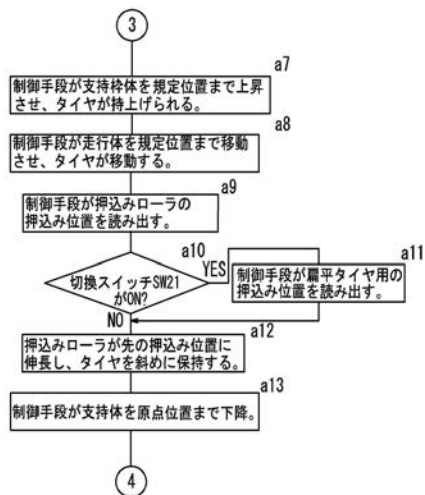 3
a7
制御手段が支持枠体を規定位置まで上昇
させ、タイヤが持上げられる。
a8
制御手段が走行体を規定位置まで移動
させ、タイヤが移動する。
a9
制御手段が押込みローラの
押込み位置を読み出す。
a10
切換スイッチSW21
がON?
YES
a11
制御手段が扁平タイヤ用の
押込み位置を読み出す。
NO
a12
押込みローラが先の押込み位置に
伸長し、タイヤを斜めに保持する。
a13
制御手段が支持体を原点位置まで下降。
4